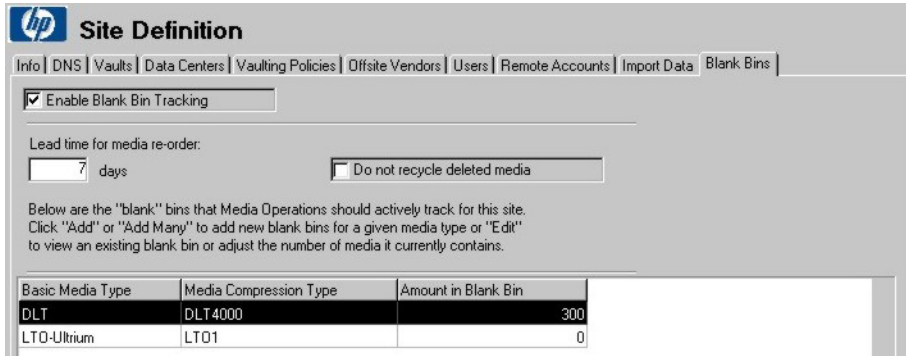 hp Site Definition
Info DNS Vaults Data Centers Vaulting Policies Offsite Vendors Users Remote Accounts Import Data Blank Bins
Enable Blank Bin Tracking
Lead time for media re-order:
7 days Do not recycle deleted media
Below are the "blank" bins that Media Operations should actively track for this site.
Click "Add" or "Add Many" to add new blank bins for a given media type or "Edit"
to view an existing blank bin or adjust the number of media it currently contains.
Basic Media Type Media Compression Type Amount in Blank Bin
DLT DLT4000 300
LTO-Ultrium LTO1 0